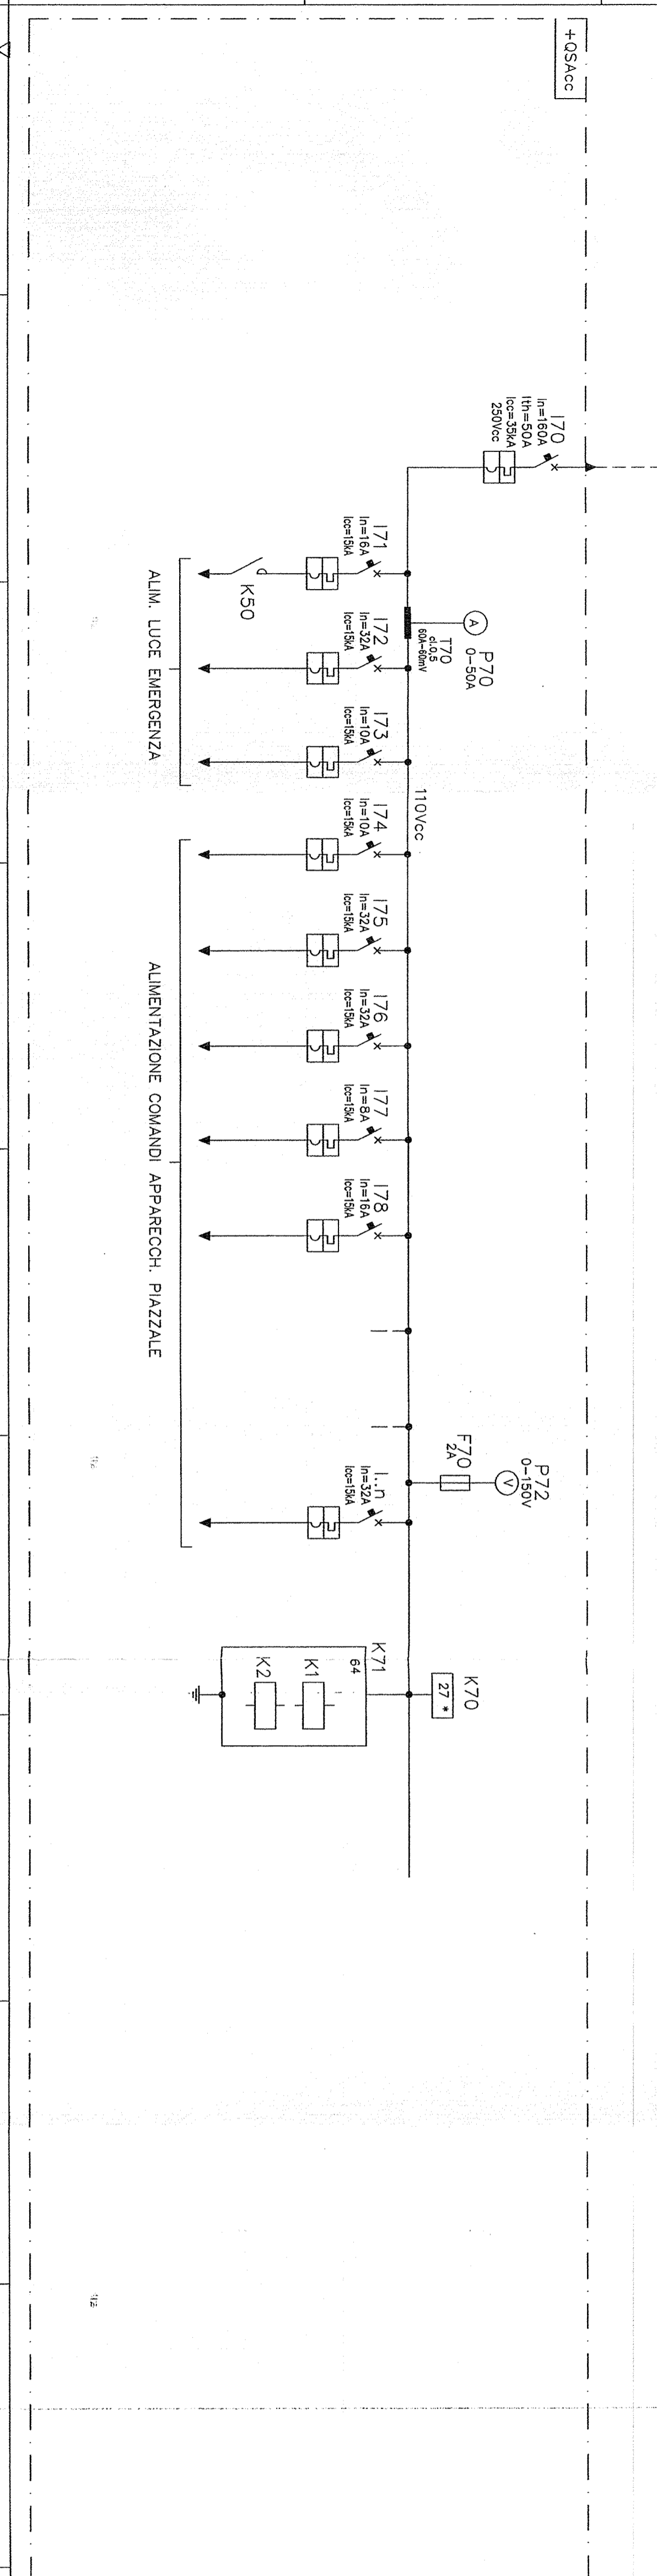 +QSAcc
I70
In=160A
Ith=50A
Icc=35kA
250Vcc
P70
0-50A
A
T70
cl.0,5
60A-60mV
110Vcc
I71
In=16A
Icc=15kA
K50
I72
In=32A
Icc=15kA
I73
In=10A
Icc=15kA
I74
In=10A
Icc=15kA
I75
In=32A
Icc=15kA
I76
In=32A
Icc=15kA
I77
In=8A
Icc=15kA
I78
In=16A
Icc=15kA
I..n
In=32A
Icc=15kA
P72
0-150V
V
F70
2A
K70
27 *
K71
64
K1
K2
ALIM. LUCE EMERGENZA
ALIMENTAZIONE COMANDI APPARECCH. PIAZZALE